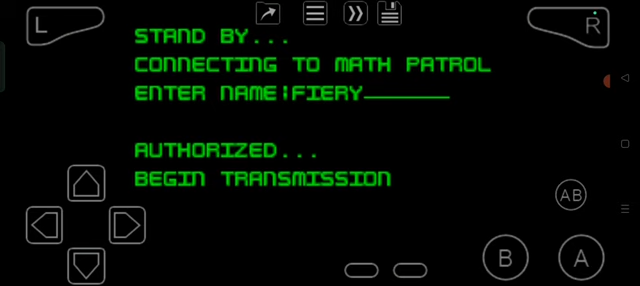 L
R
STAND BY...
CONNECTING TO MATH PATROL
ENTER NAME:FIERY
AUTHORIZED...
BEGIN TRANSMISSION
AB
B
A